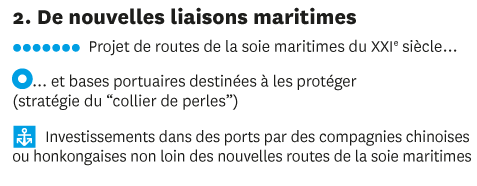 2. De nouvelles liaisons maritimes
Projet de routes de la soie maritimes du XXIᵉ siècle...
... et bases portuaires destinées à les protéger
(stratégie du “collier de perles”)
Investissements dans des ports par des compagnies chinoises
ou honkongaises non loin des nouvelles routes de la soie maritimes